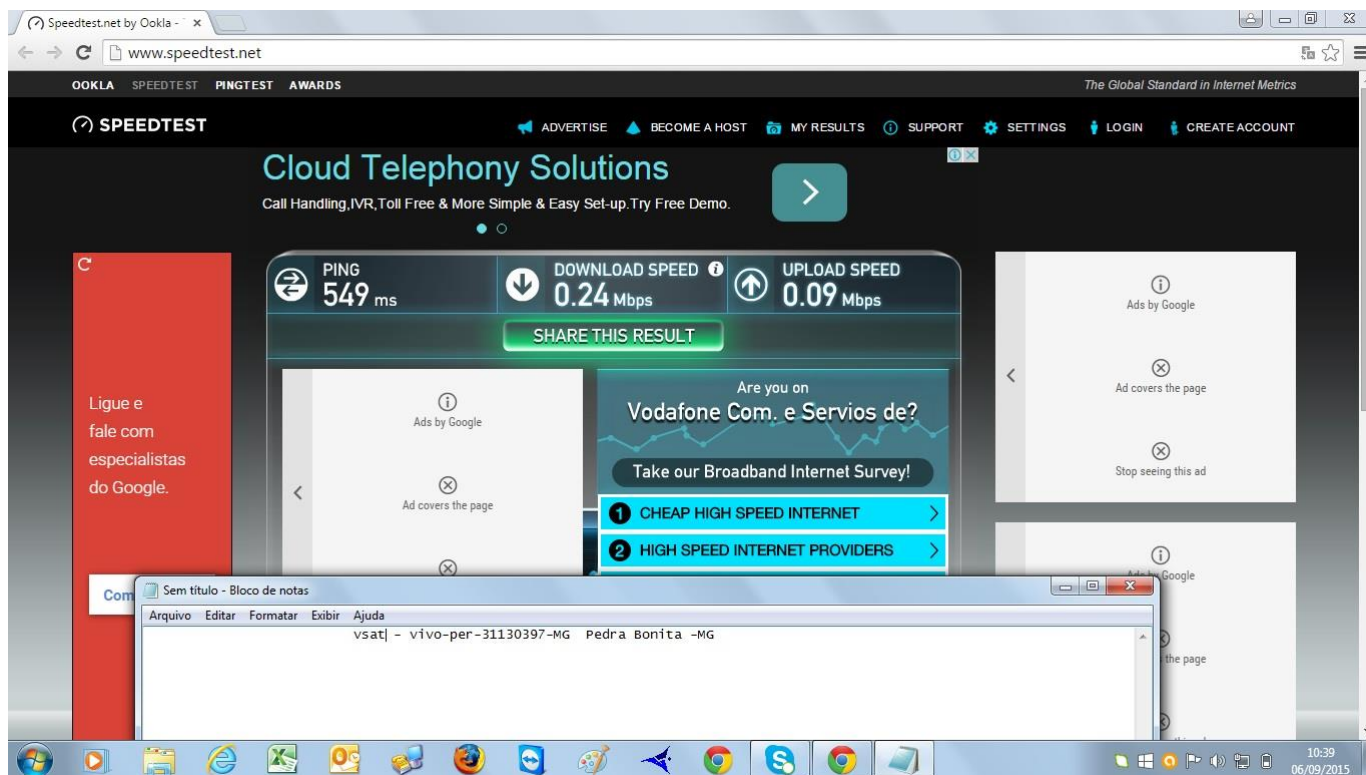 Speedtest.net by Ookla -
www.speedtest.net
OOKLA SPEEDTEST PINGTEST AWARDS
The Global Standard in Internet Metrics
SPEEDTEST
ADVERTISE BECOME A HOST MY RESULTS SUPPORT SETTINGS LOGIN CREATE ACCOUNT
Cloud Telephony Solutions
Call Handling,IVR,Toll Free & More Simple & Easy Set-up.Try Free Demo.
PING
549 ms
DOWNLOAD SPEED
0.24 Mbps
UPLOAD SPEED
0.09 Mbps
SHARE THIS RESULT
Ligue e
fale com
especialistas
do Google.
Com
Ads by Google
Ad covers the page
Are you on
Vodafone Com. e Servios de?
Take our Broadband Internet Survey!
1 CHEAP HIGH SPEED INTERNET
2 HIGH SPEED INTERNET PROVIDERS
Ads by Google
Ad covers the page
Stop seeing this ad
Ads by Google
the page
Sem título - Bloco de notas
Arquivo Editar Formatar Exibir Ajuda
vsat - vivo-per-31130397-MG Pedra Bonita -MG
10:39
06/09/2015